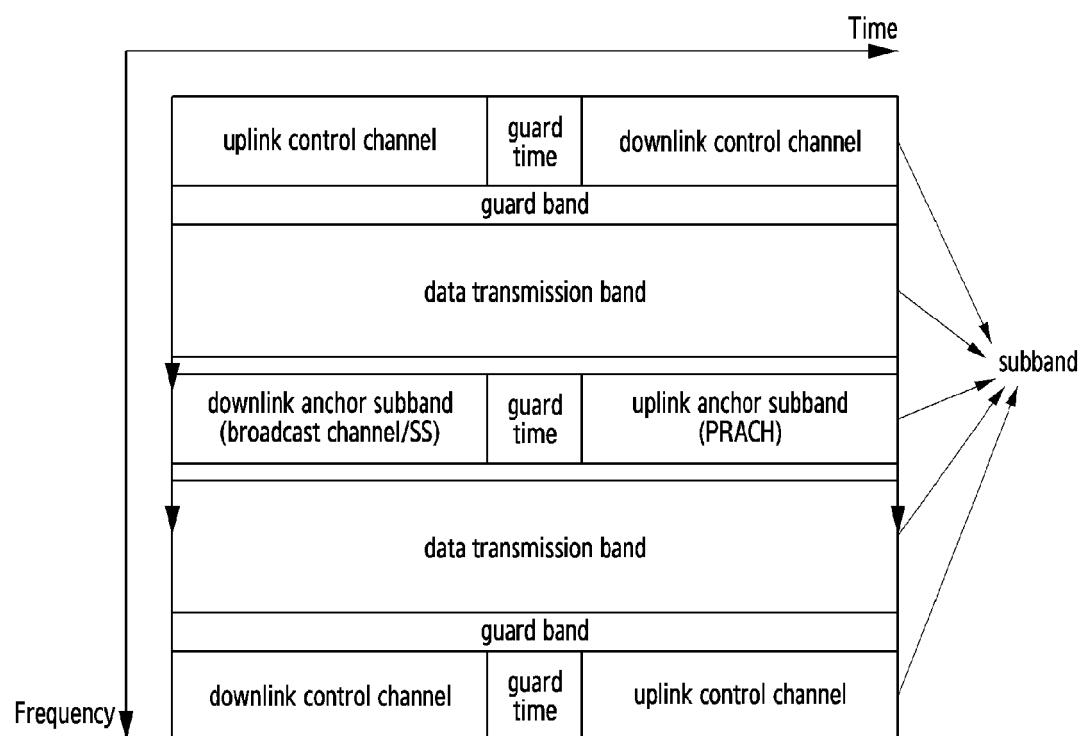 Time
uplink control channel
guard
time
downlink control channel
guard band
data transmission band
subband
downlink anchor subband
(broadcast channel/SS)
guard
time
uplink anchor subband
(PRACH)
data transmission band
guard band
downlink control channel
guard
time
uplink control channel
Frequency